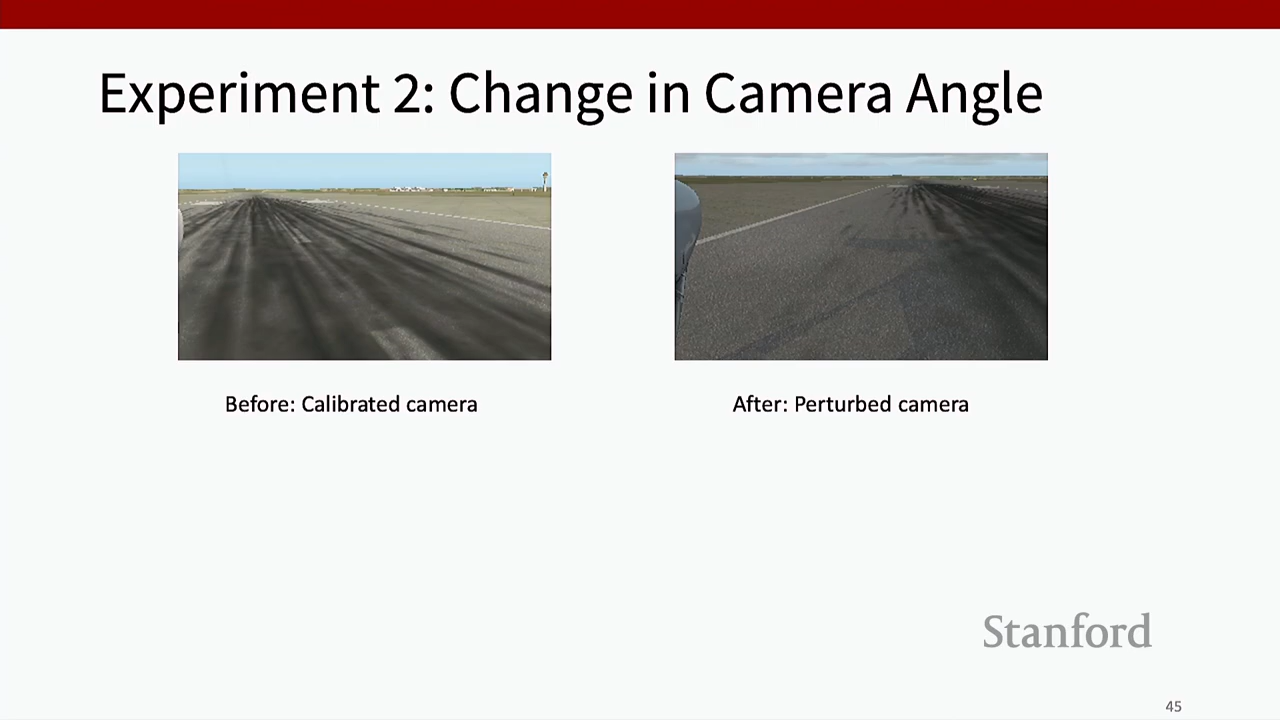 Experiment 2: Change in Camera Angle
Before: Calibrated camera
After: Perturbed camera
Stanford
45